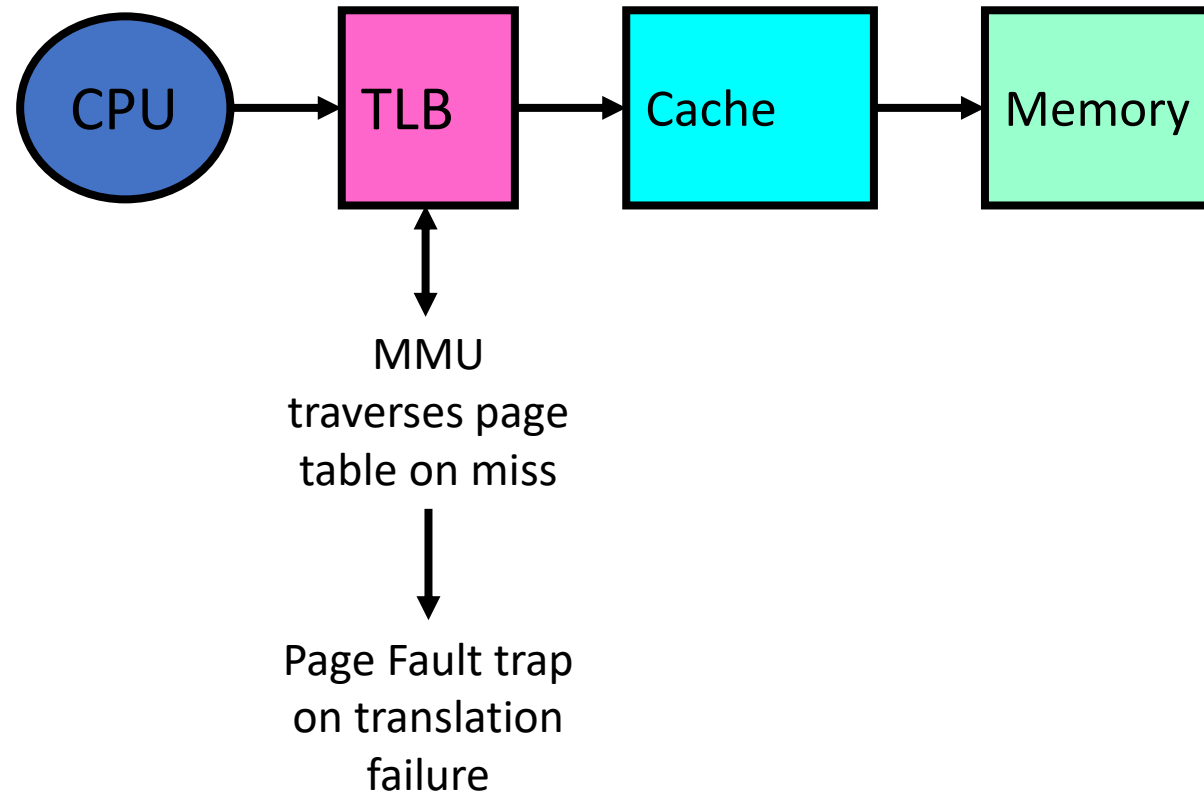 CPU
TLB
Cache
Memory
MMU
traverses page
table on miss
Page Fault trap
on translation
failure